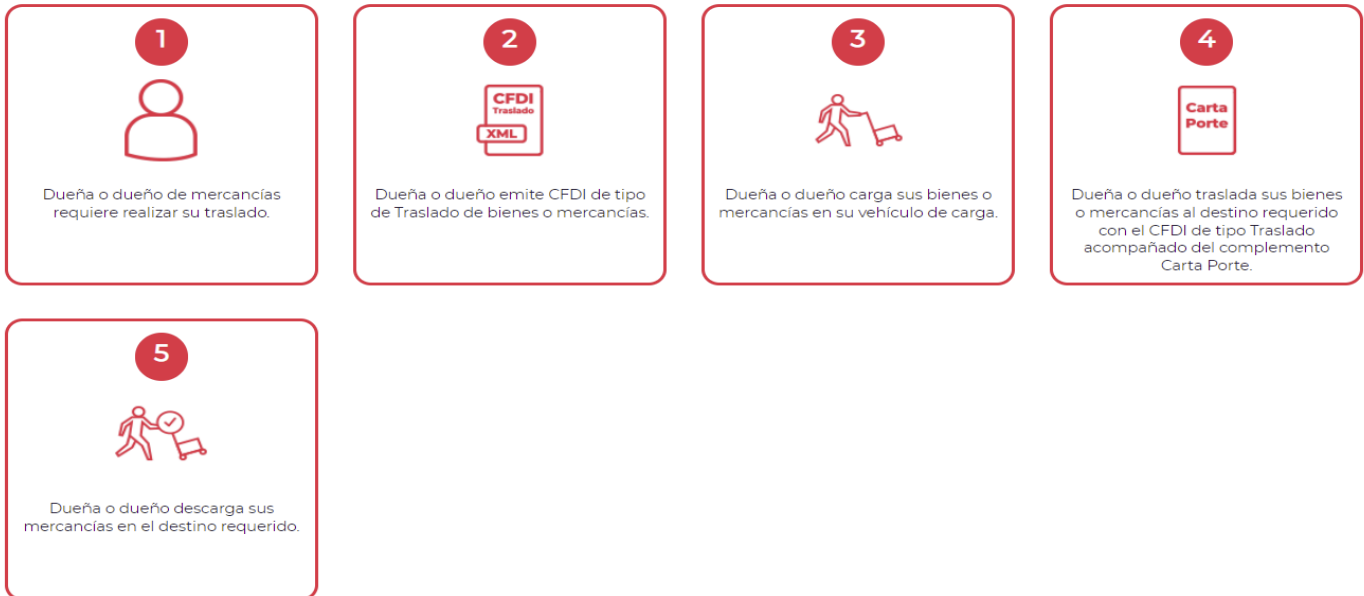 1
Dueña o dueño de mercancías
requiere realizar su traslado.
2
CFDI
Traslado
XML
Dueña o dueño emite CFDI de tipo
de Traslado de bienes o mercancías.
3
Dueña o dueño carga sus bienes o
mercancías en su vehículo de carga.
4
Carta
Porte
Dueña o dueño traslada sus bienes
o mercancías al destino requerido
con el CFDI de tipo Traslado
acompañado del complemento
Carta Porte.
5
Dueña o dueño descarga sus
mercancías en el destino requerido.